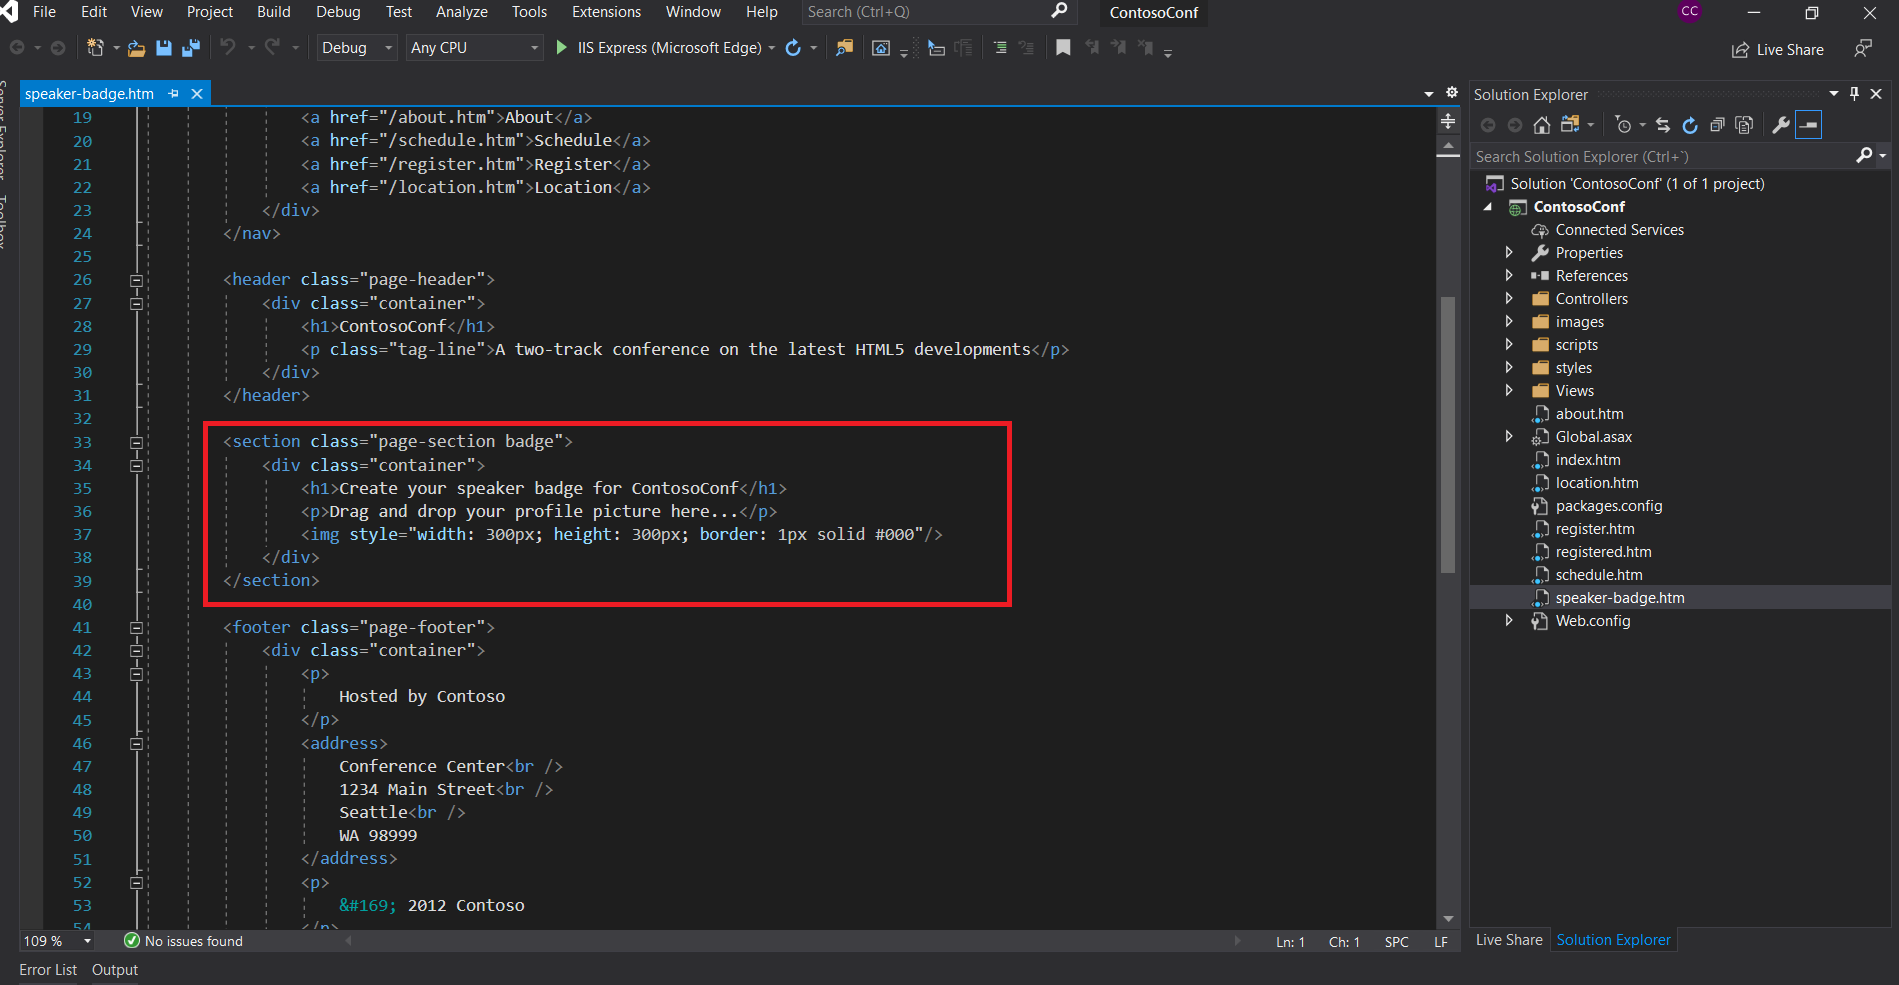 File Edit View Project Build Debug Test Analyze Tools Extensions Window Help Search (Ctrl+Q) ContosoConf CC
Debug Any CPU IIS Express (Microsoft Edge) Live Share
Server Explorer
Toolbox
speaker-badge.htm
19 <a href="/about.htm">About</a>
20 <a href="/schedule.htm">Schedule</a>
21 <a href="/register.htm">Register</a>
22 <a href="/location.htm">Location</a>
23 </div>
24 </nav>
25
26 <header class="page-header">
27 <div class="container">
28 <h1>ContosoConf</h1>
29 <p class="tag-line">A two-track conference on the latest HTML5 developments</p>
30 </div>
31 </header>
32
33 <section class="page-section badge">
34 <div class="container">
35 <h1>Create your speaker badge for ContosoConf</h1>
36 <p>Drag and drop your profile picture here...</p>
37 <img style="width: 300px; height: 300px; border: 1px solid #000"/>
38 </div>
39 </section>
40
41 <footer class="page-footer">
42 <div class="container">
43 <p>
44 Hosted by Contoso
45 </p>
46 <address>
47 Conference Center<br />
48 1234 Main Street<br />
49 Seattle<br />
50 WA 98999
51 </address>
52 <p>
53 &#169; 2012 Contoso
54 </p>
109 % No issues found Ln: 1 Ch: 1 SPC LF
Error List Output
Solution Explorer
Search Solution Explorer (Ctrl+`)
Solution 'ContosoConf' (1 of 1 project)
ContosoConf
Connected Services
Properties
References
Controllers
images
scripts
styles
Views
about.htm
Global.asax
index.htm
location.htm
packages.config
register.htm
registered.htm
schedule.htm
speaker-badge.htm
Web.config
Live Share Solution Explorer